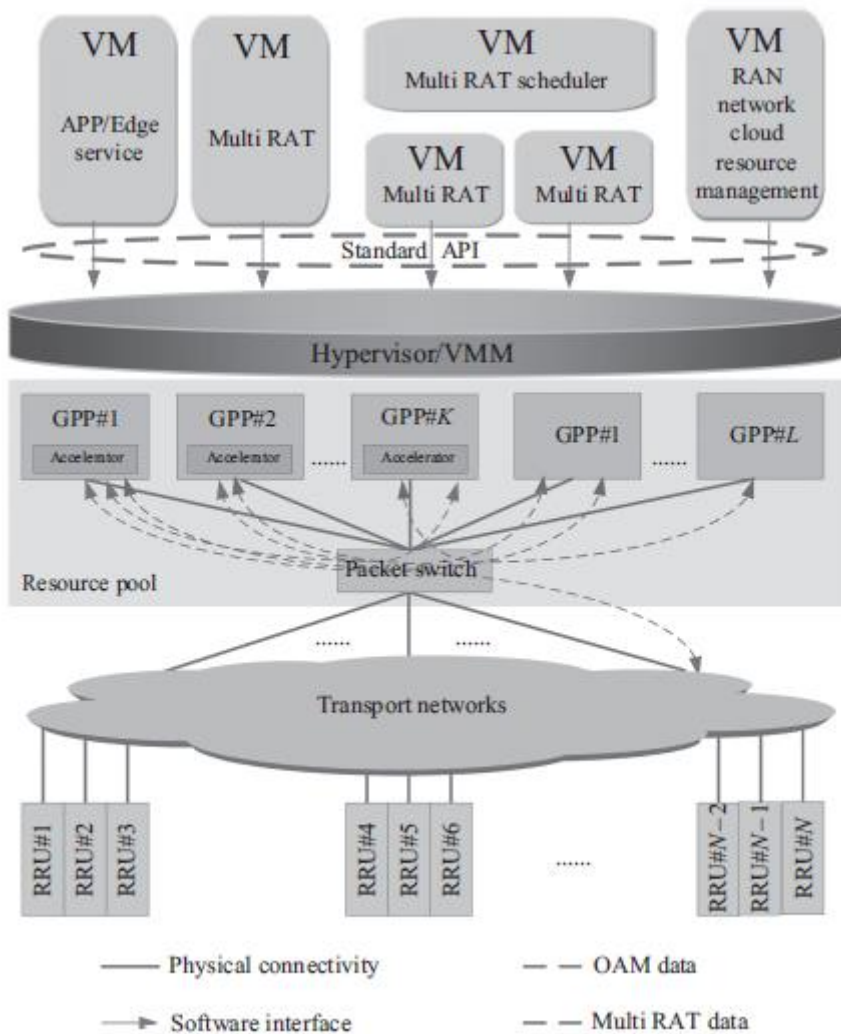 VM
APP/Edge
service
VM
Multi RAT
VM
Multi RAT scheduler
VM
Multi RAT
VM
Multi RAT
VM
RAN
network
cloud
resource
management
Standard API
Hypervisor/VMM
GPP#1
Accelerator
GPP#2
Accelerator
......
GPP#K
Accelerator
GPP#1
......
GPP#L
Packet switch
Resource pool
...... ......
Transport networks
RRU#1
RRU#2
RRU#3
RRU#4
RRU#5
RRU#6
......
RRU#N-2
RRU#N-1
RRU#N
Physical connectivity
OAM data
Software interface
Multi RAT data